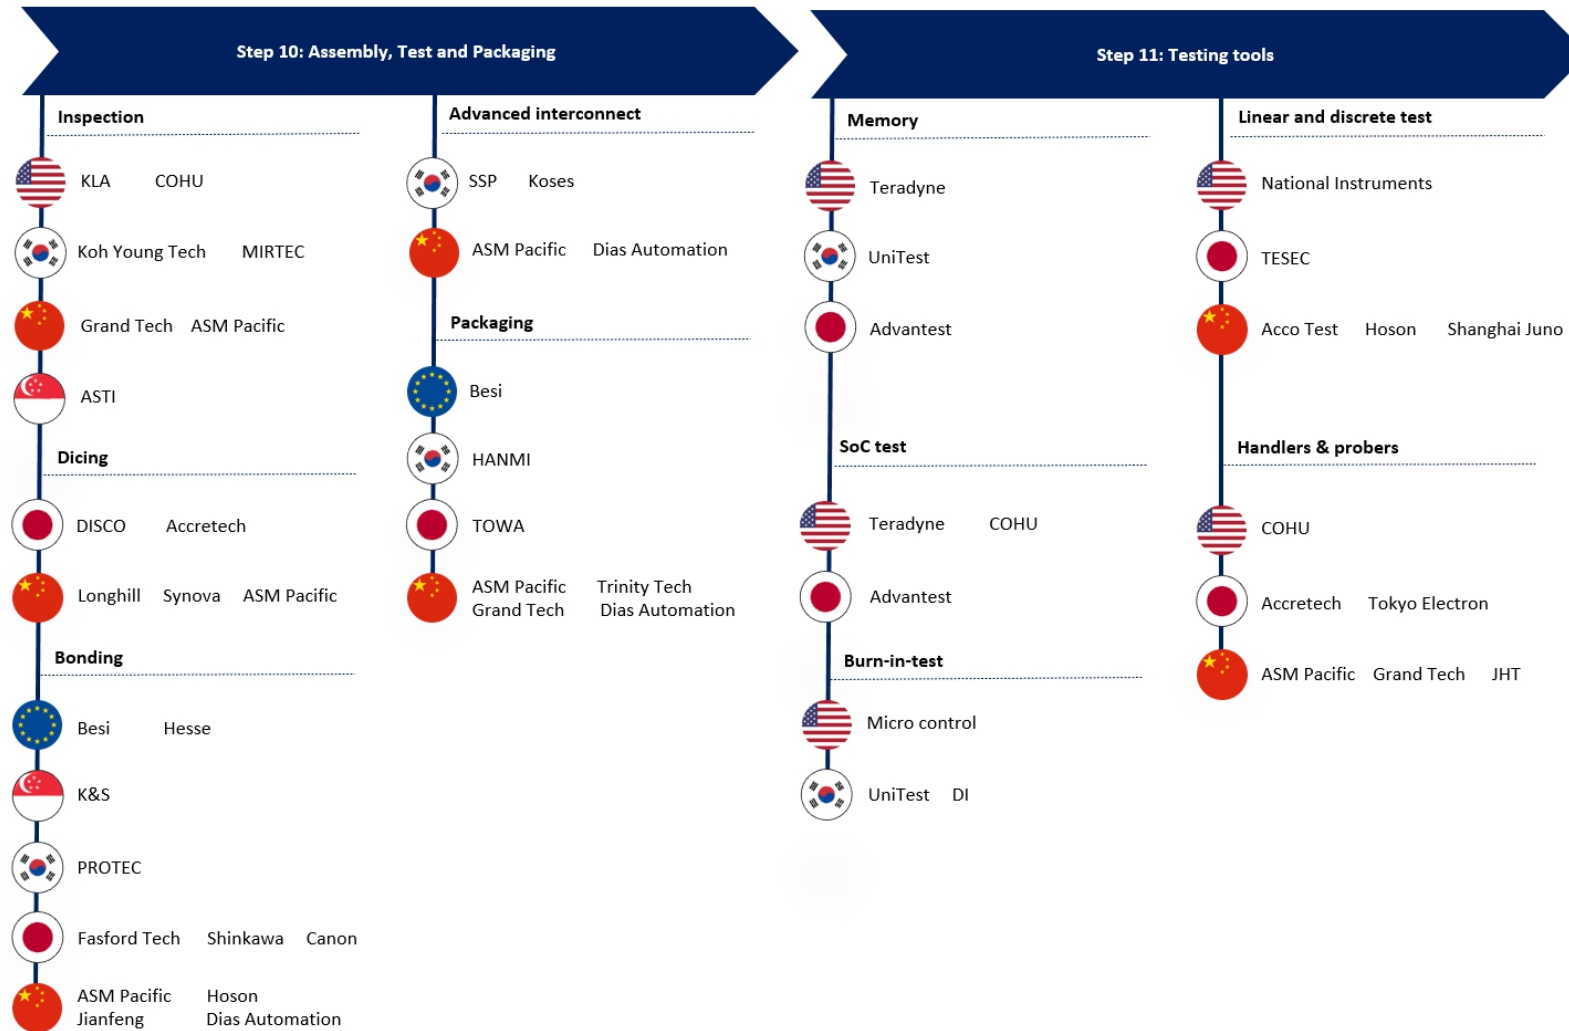 Step 10: Assembly, Test and Packaging
Inspection
KLA COHU
Koh Young Tech MIRTEC
Grand Tech ASM Pacific
ASTI
Dicing
DISCO Accretech
Longhill Synova ASM Pacific
Bonding
Besi Hesse
K&S
PROTEC
Fasford Tech Shinkawa Canon
ASM Pacific Hoson
Jianfeng Dias Automation
Advanced interconnect
SSP Koses
ASM Pacific Dias Automation
Packaging
Besi
HANMI
TOWA
ASM Pacific Trinity Tech
Grand Tech Dias Automation
Step 11: Testing tools
Memory
Teradyne
UniTest
Advantest
SoC test
Teradyne COHU
Advantest
Burn-in-test
Micro control
UniTest DI
Linear and discrete test
National Instruments
TESEC
Acco Test Hoson Shanghai Juno
Handlers & probers
COHU
Accretech Tokyo Electron
ASM Pacific Grand Tech JHT